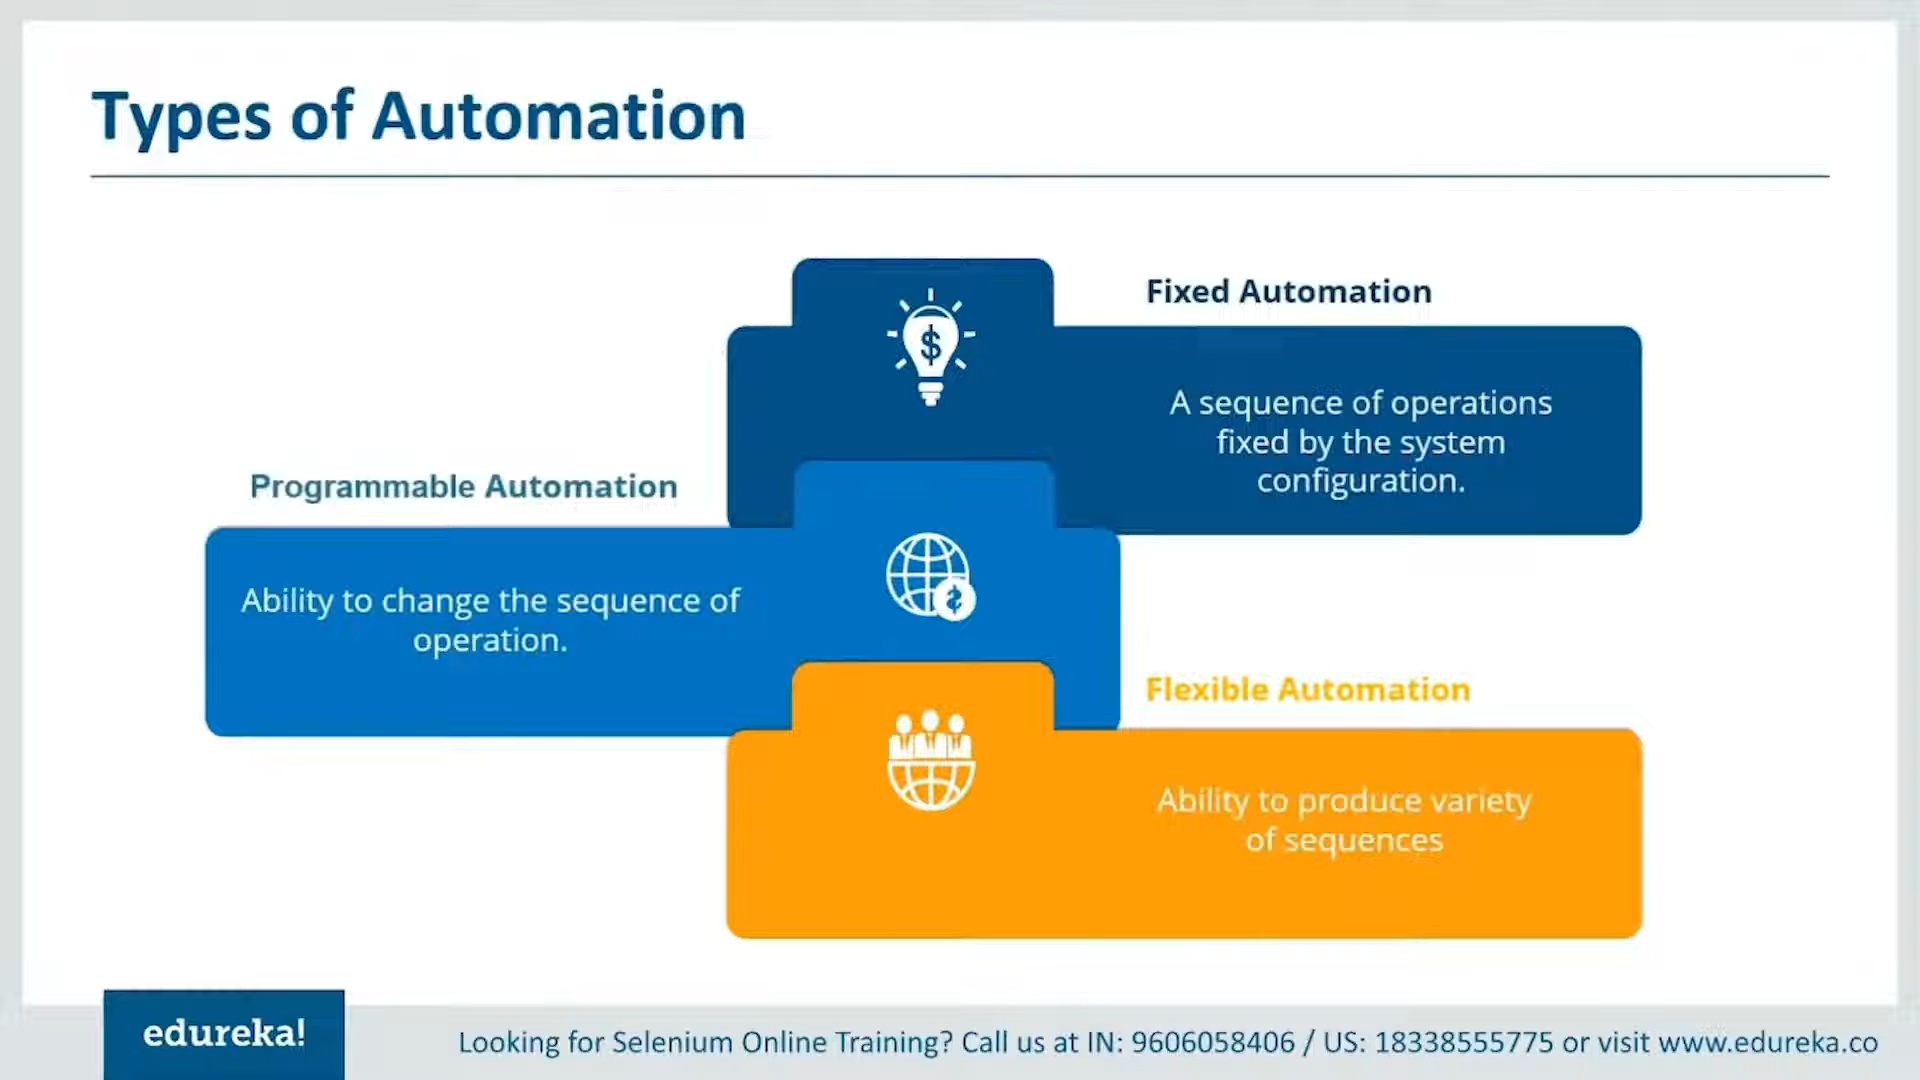 Types of Automation
Fixed Automation
A sequence of operations
fixed by the system
configuration.
Programmable Automation
Ability to change the sequence of
operation.
Flexible Automation
Ability to produce variety
of sequences
edureka!
Looking for Selenium Online Training? Call us at IN: 9606058406 / US: 18338555775 or visit www.edureka.co